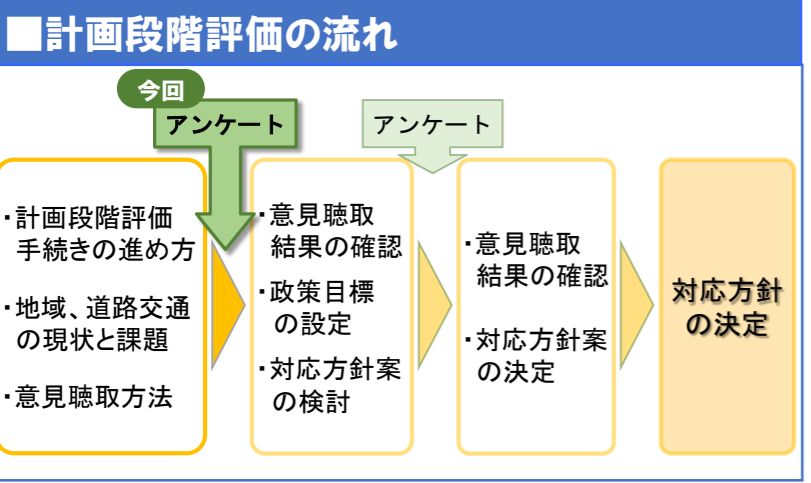 ■計画段階評価の流れ
今回
アンケート
アンケート
・計画段階評価
手続きの進め方
・地域、道路交通
の現状と課題
・意見聴取方法
・意見聴取
結果の確認
・政策目標
の設定
・対応方針案
の検討
・意見聴取
結果の確認
・対応方針案
の決定
対応方針
の決定